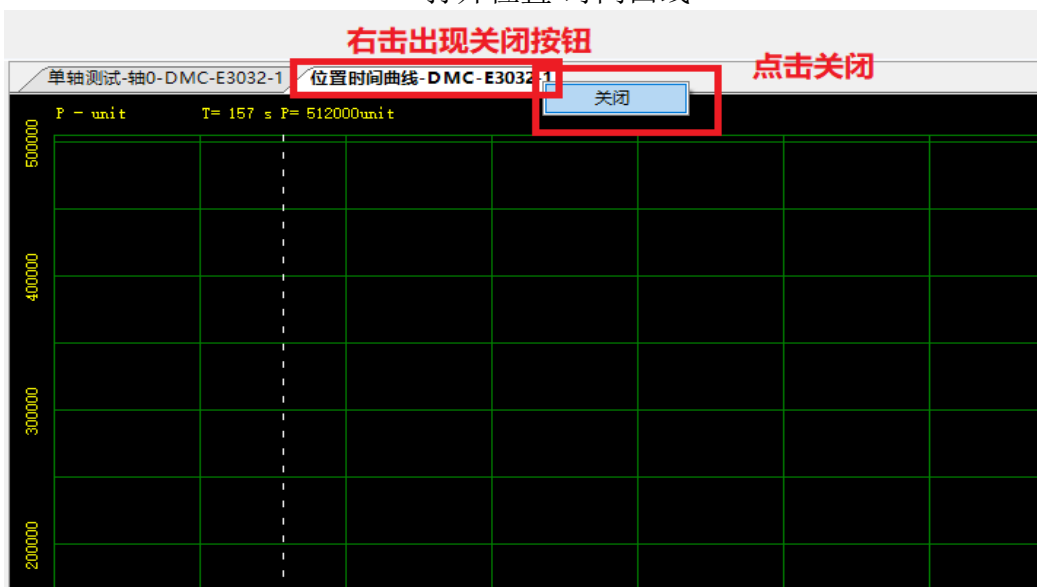 右击出现关闭按钮
点击关闭
单轴测试-轴0-DMC-E3032-1
位置时间曲线-DMC-E3032-1
关闭
P - unit
T= 157 s P= 512000unit
500000
400000
300000
200000